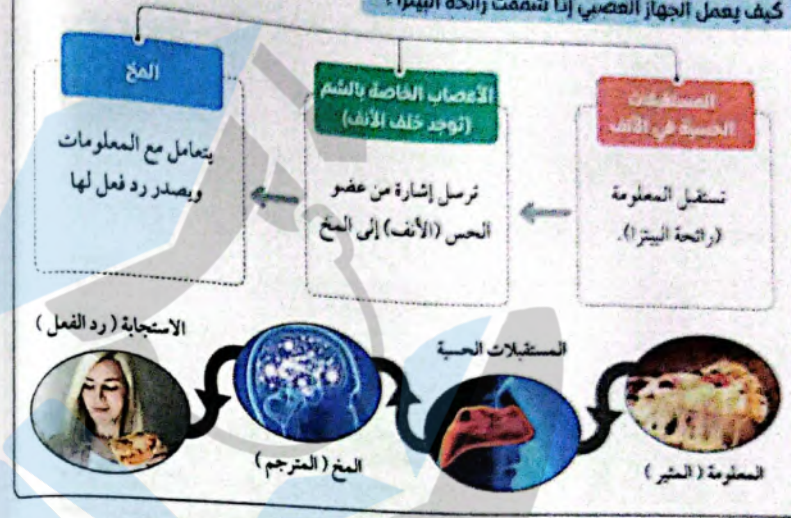 كيف يعمل الجهاز العصبي إذا شممت رائحة البيتزا؟
المستقبلات
الحسية في الأنف
تستقبل المعلومة
(رائحة البيتزا).
الأعصاب الخاصة بالشم
(توجد خلف الأنف)
ترسل إشارة من عضو
الحس (الأنف) إلى المخ
المخ
يتعامل مع المعلومات
ويصدر رد فعل لها
المعلومة ( المثير )
المستقبلات الحسية
المخ ( المترجم )
الاستجابة ( رد الفعل )